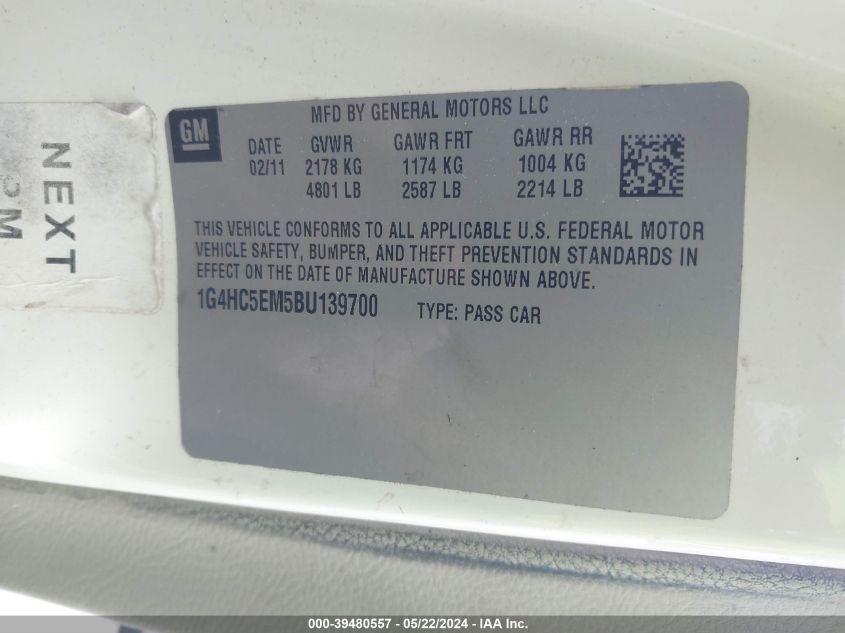 NEXT
GM
MFD BY GENERAL MOTORS LLC
DATE GVWR GAWR FRT GAWR RR
02/11 2178 KG 1174 KG 1004 KG
4801 LB 2587 LB 2214 LB
THIS VEHICLE CONFORMS TO ALL APPLICABLE U.S. FEDERAL MOTOR
VEHICLE SAFETY, BUMPER, AND THEFT PREVENTION STANDARDS IN
EFFECT ON THE DATE OF MANUFACTURE SHOWN ABOVE.
1G4HC5EM5BU139700 TYPE: PASS CAR
000-39480557 - 05/22/2024 - IAA Inc.